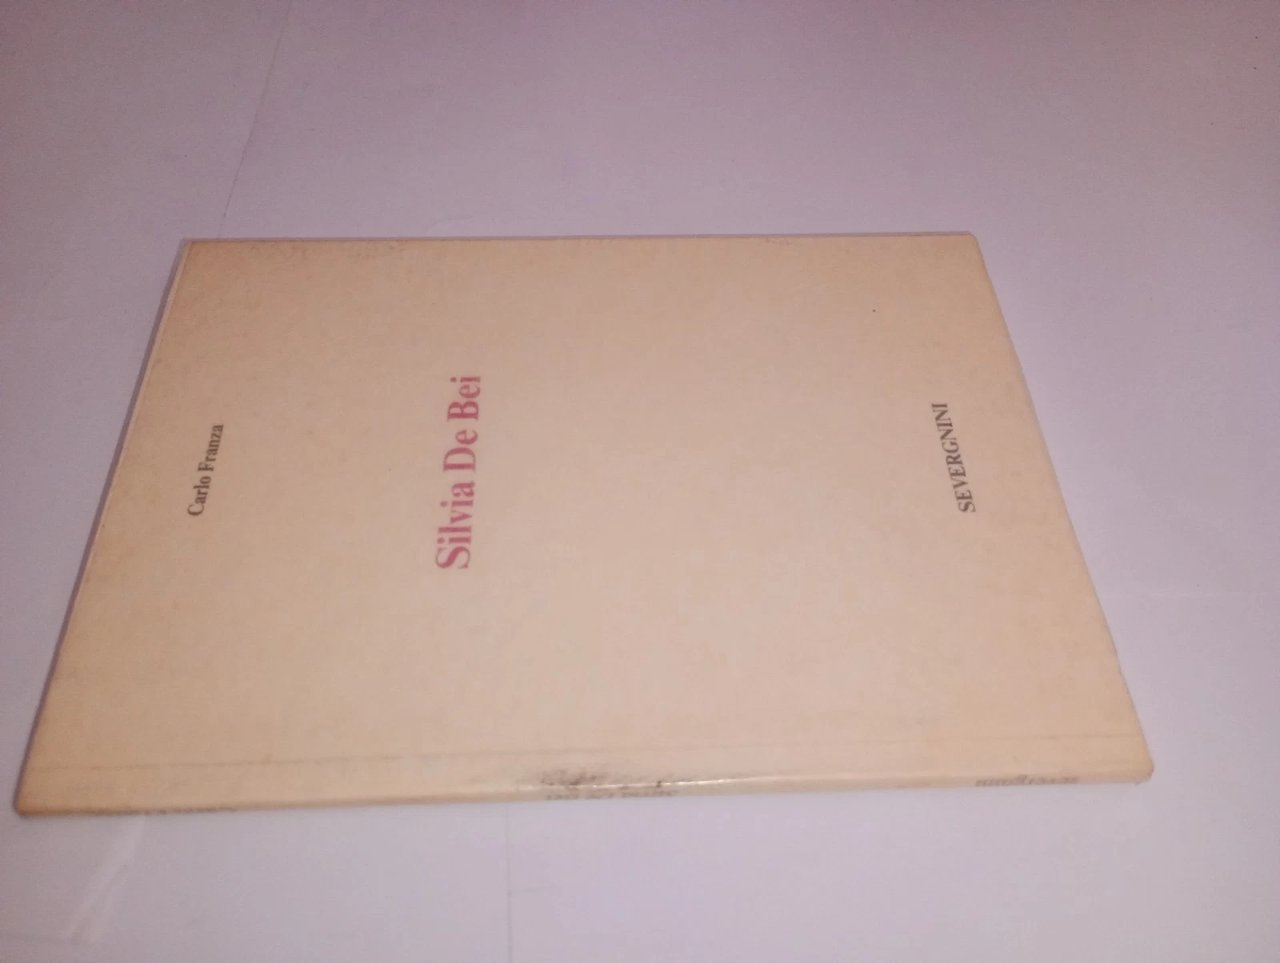 Carlo Franza
Silvia De Bei
SEVERGNINI